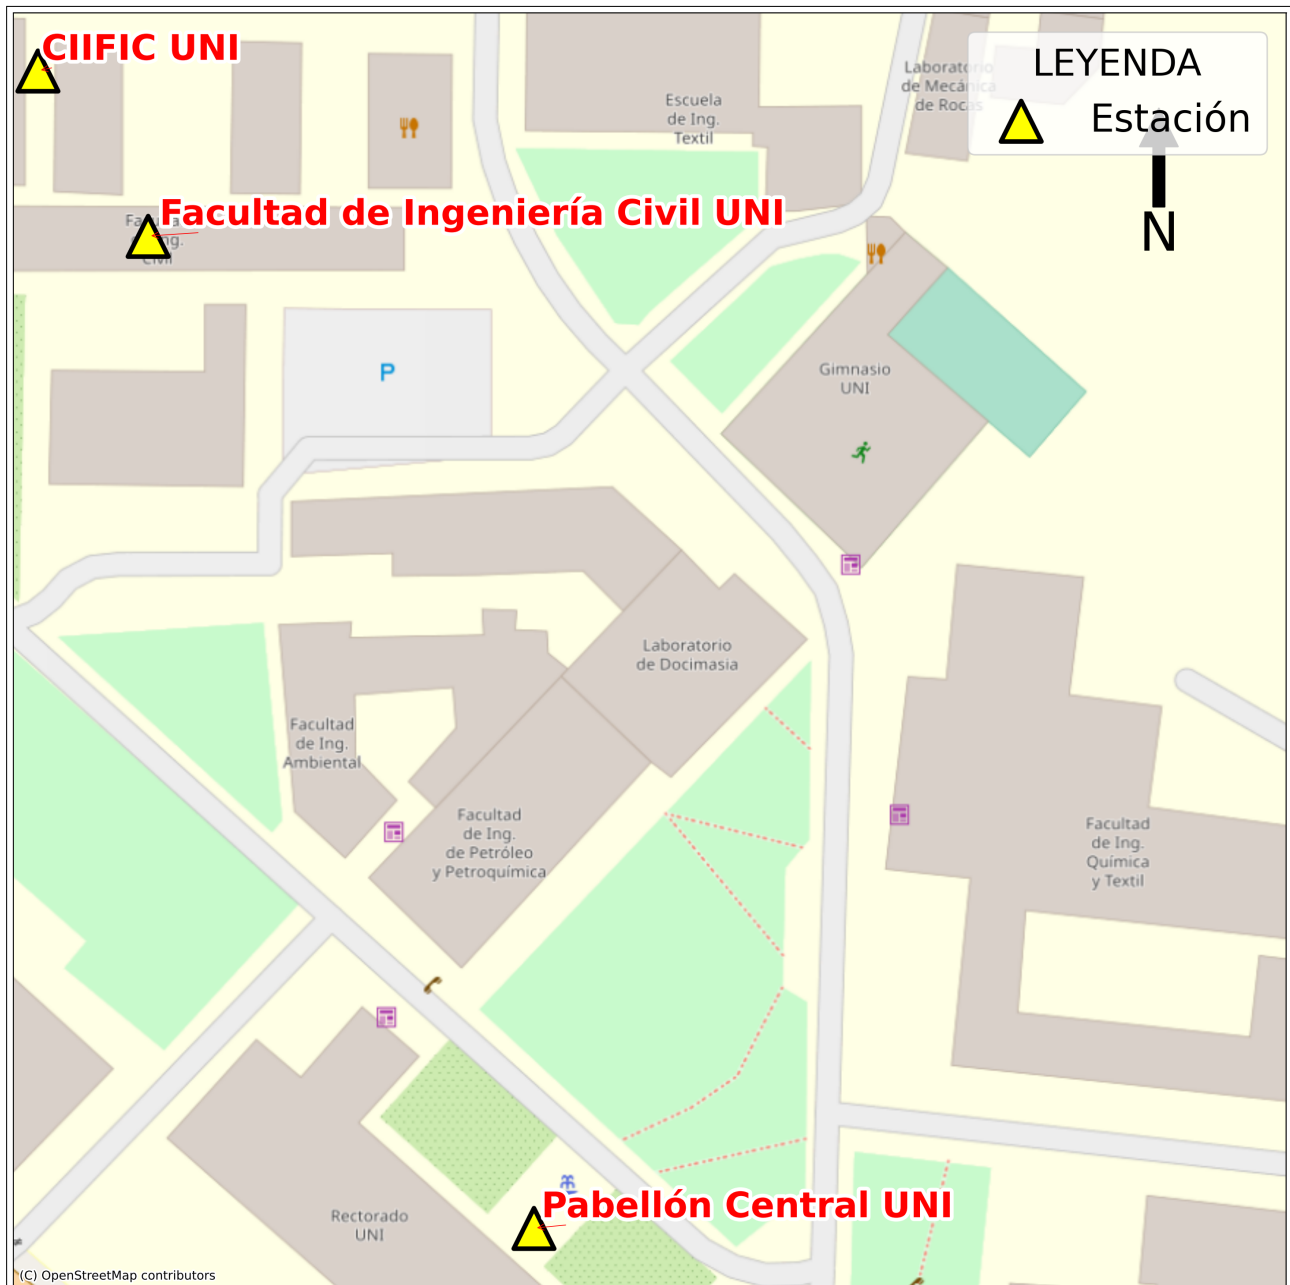 CIIFIC UNI
LEYENDA
Estación
N
Laboratorio
de Mecánica
de Rocas
Escuela
de Ing.
Textil
Facultad de Ingeniería Civil UNI
Civil
P
Gimnasio
UNI
Laboratorio
de Docimasia
Facultad
de Ing.
Ambiental
Facultad
de Ing.
de Petróleo
y Petroquímica
Facultad
de Ing.
Química
y Textil
Pabellón Central UNI
Rectorado
UNI
(C) OpenStreetMap contributors